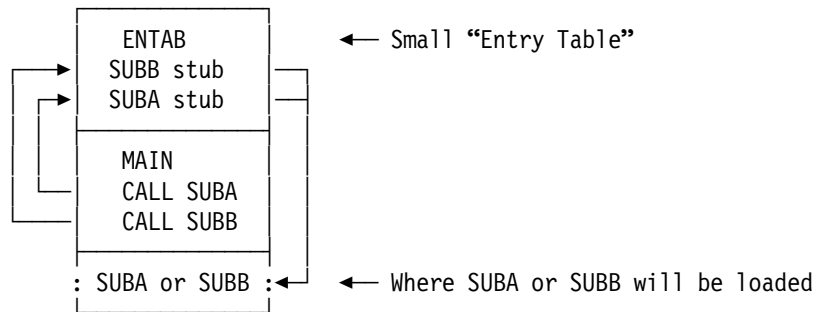 ENTAB ◄── Small “Entry Table”
SUBB stub
SUBA stub
MAIN
CALL SUBA
CALL SUBB
: SUBA or SUBB : ◄── Where SUBA or SUBB will be loaded